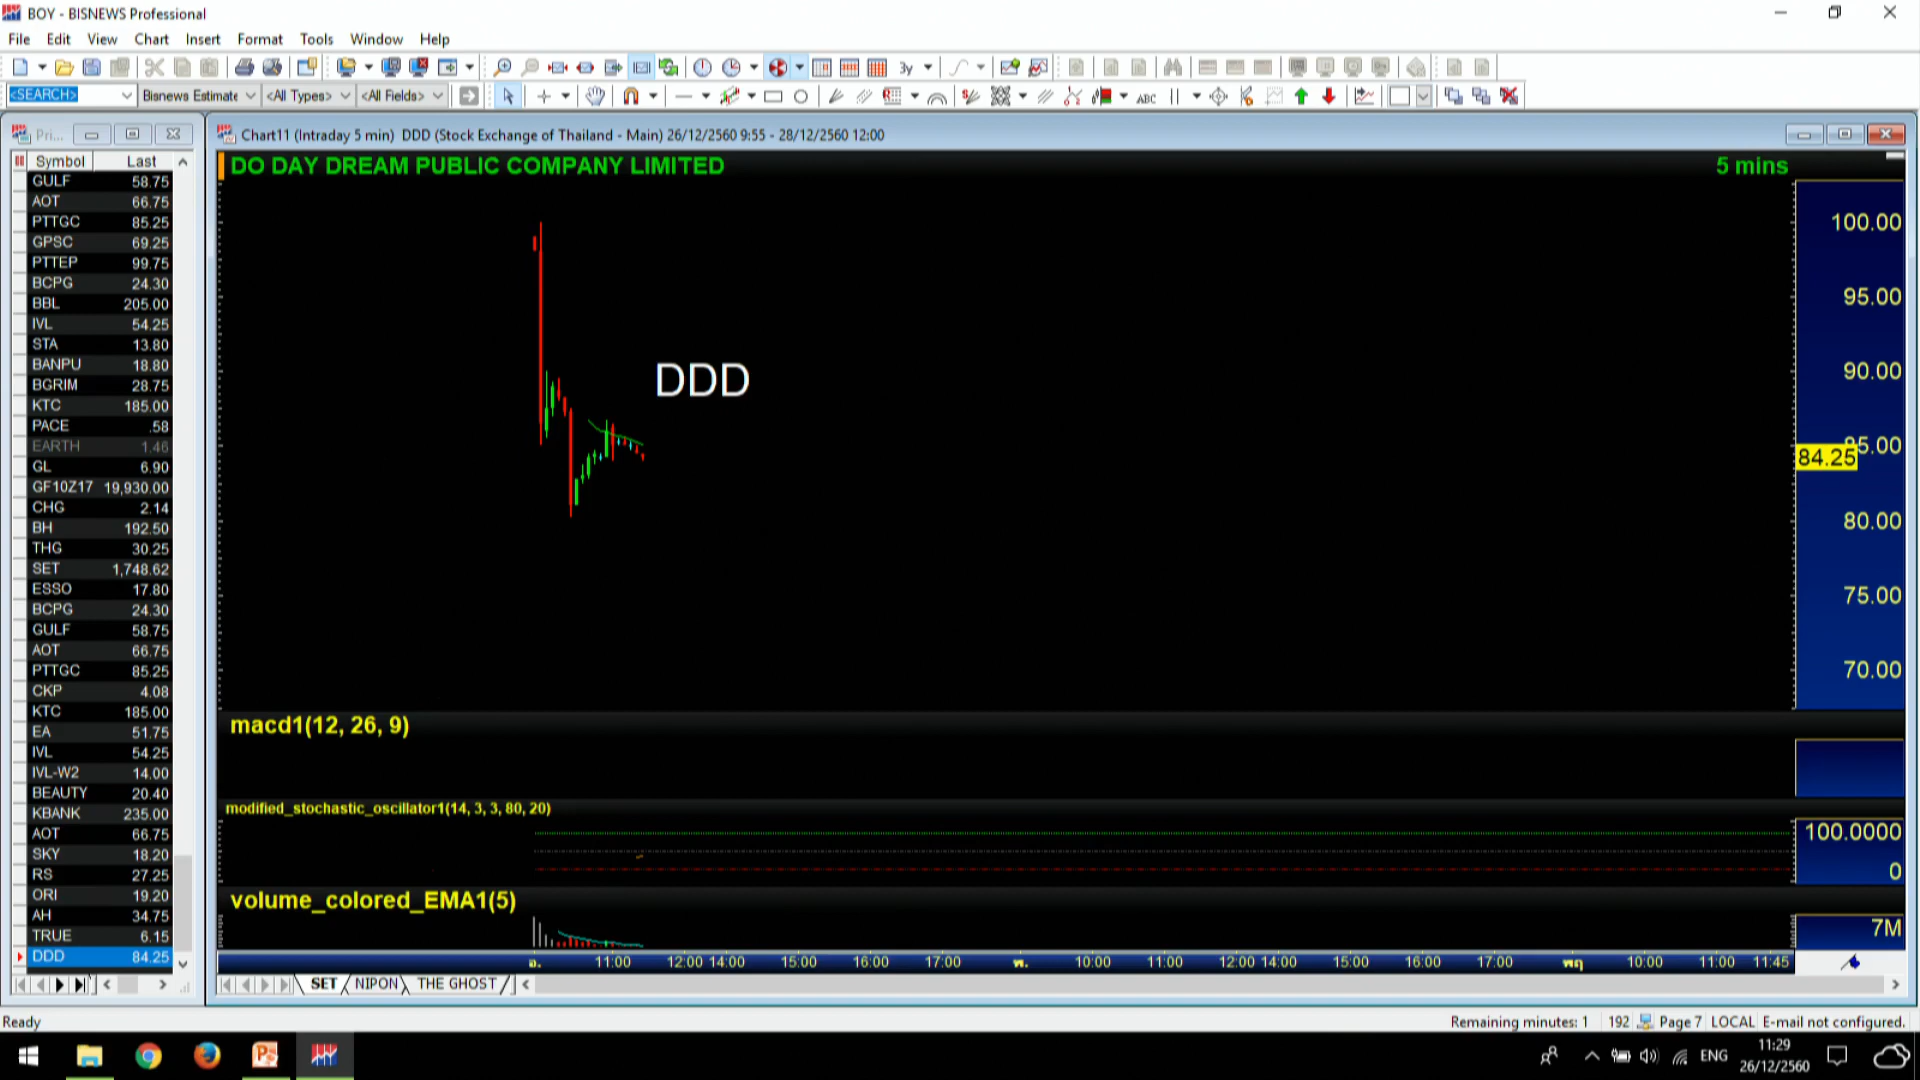 BOY - BISNEWS Professional
File Edit View Chart Insert Format Tools Window Help
3y
<SEARCH> Bisnews Estimate <All Types> <All Fields> ABC
Pri...
Chart11 (Intraday 5 min) DDD (Stock Exchange of Thailand - Main) 26/12/2560 9:55 - 28/12/2560 12:00
Symbol Last
GULF 58.75
AOT 66.75
PTTGC 85.25
GPSC 69.25
PTTEP 99.75
BCPG 24.30
BBL 205.00
IVL 54.25
STA 13.80
BANPU 18.80
BGRIM 28.75
KTC 185.00
PACE .58
EARTH 1.46
GL 6.90
GF10Z17 19,930.00
CHG 2.14
BH 192.50
THG 30.25
SET 1,748.62
ESSO 17.80
BCPG 24.30
GULF 58.75
AOT 66.75
PTTGC 85.25
CKP 4.08
KTC 185.00
EA 51.75
IVL 54.25
IVL-W2 14.00
BEAUTY 20.40
KBANK 235.00
AOT 66.75
SKY 18.20
RS 27.25
ORI 19.20
AH 34.75
TRUE 6.15
DDD 84.25
DO DAY DREAM PUBLIC COMPANY LIMITED 5 mins
100.00
95.00
DDD
90.00
85.00
84.25
80.00
75.00
70.00
macd1(12, 26, 9)
modified_stochastic_oscillator1(14, 3, 3, 80, 20)
100.0000
0
volume_colored_EMA1(5)
7M
อ. 11:00 12:00 14:00 15:00 16:00 17:00 พ. 10:00 11:00 12:00 14:00 15:00 16:00 17:00 พฤ 10:00 11:00 11:45
SET NIPON THE GHOST
Ready Remaining minutes: 1 192 Page 7 LOCAL E-mail not configured.
ENG 11:29
26/12/2560